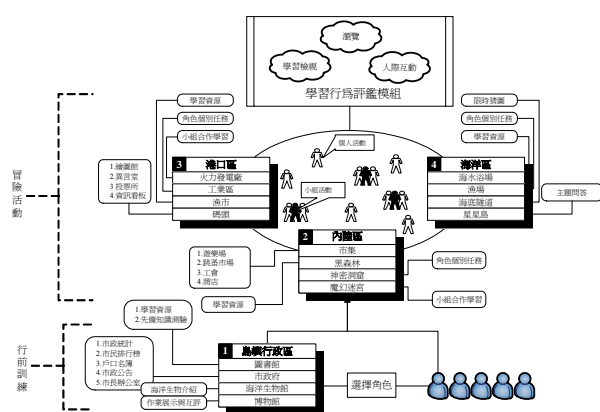 瀏覽
學習檢視
人際互動
學習行為評鑑模組
學習資源
角色個別任務
小組合作學習
限時猜圖
角色個別任務
學習資源
個人活動
小組活動
3 港口區
火力發電廠
工業區
漁市
碼頭
4 海洋區
海水浴場
漁場
海底隧道
星星島
1.繪圖館
2.異言堂
3 投票所
4.資訊看板
主題問答
冒險活動
2 內陸區
市集
黑森林
神密洞窟
魔幻迷宮
1.遊樂場
2.跳蚤市場
3.工會
4.商店
學習資源
角色個別任務
小組合作學習
1.學習資源
2.先備知識測驗
行前訓練
1.市政統計
2.市民排行榜
3.戶口名簿
4.市政公告
5.市長辦公室
海洋生物介紹
作業展示與互評
1 島嶼行政區
圖書館
市政府
海洋生物館
博物館
選擇角色